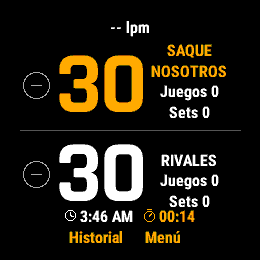 -- lpm
30
SAQUE
NOSOTROS
Juegos 0
Sets 0
30
RIVALES
Juegos 0
Sets 0
3:46 AM 00:14
Historial Menú